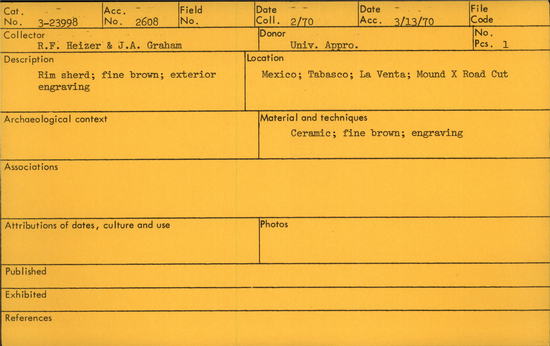 Cat. No. 3-23998 Acc. No. 2608 Field No. Date Coll. 2/70 Date Acc. 3/13/70 File Code
Collector R.F. Heizer & J.A. Graham Donor Univ. Appro. No. Pcs. 1
Description
Rim sherd; fine brown; exterior
engraving
Location
Mexico; Tabasco; La Venta; Mound X Road Cut
Archaeological context
Material and techniques
Ceramic; fine brown; engraving
Associations
Attributions of dates, culture and use
Photos
Published
Exhibited
References